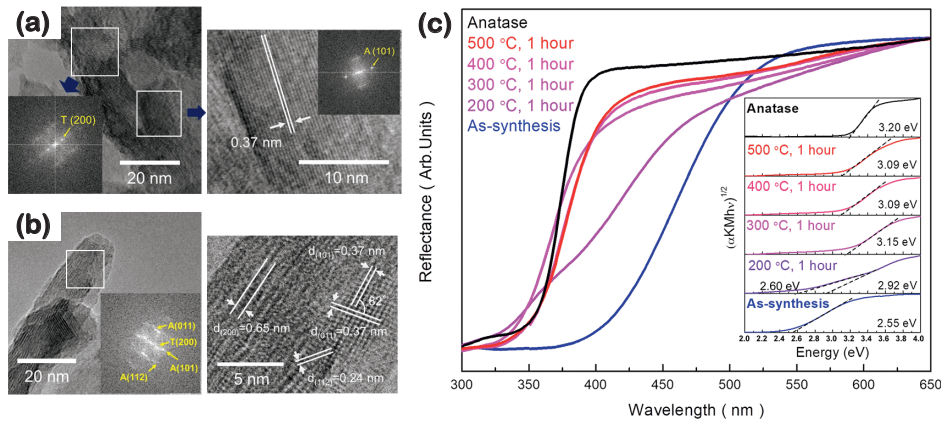 (a)
T (200)
20 nm
A (101)
0.37 nm
10 nm
(b)
A(011)
T(200)
A(101)
A(112)
20 nm
d(101)=0.37 nm
82°
d(200)=0.65 nm
d(011)=0.37 nm
d(112)=0.24 nm
5 nm
(c)
Anatase
500 °C, 1 hour
400 °C, 1 hour
300 °C, 1 hour
200 °C, 1 hour
As-synthesis
Reflectance ( Arb.Units)
300 350 400 450 500 550 600 650
Wavelength ( nm )
(αKMhν)1/2
Anatase
3.20 eV
500 °C, 1 hour
3.09 eV
400 °C, 1 hour
3.09 eV
300 °C, 1 hour
3.15 eV
200 °C, 1 hour
2.60 eV
2.92 eV
As-synthesis
2.55 eV
2.0 2.2 2.4 2.6 2.8 3.0 3.2 3.4 3.6 3.8 4.0
Energy (eV)